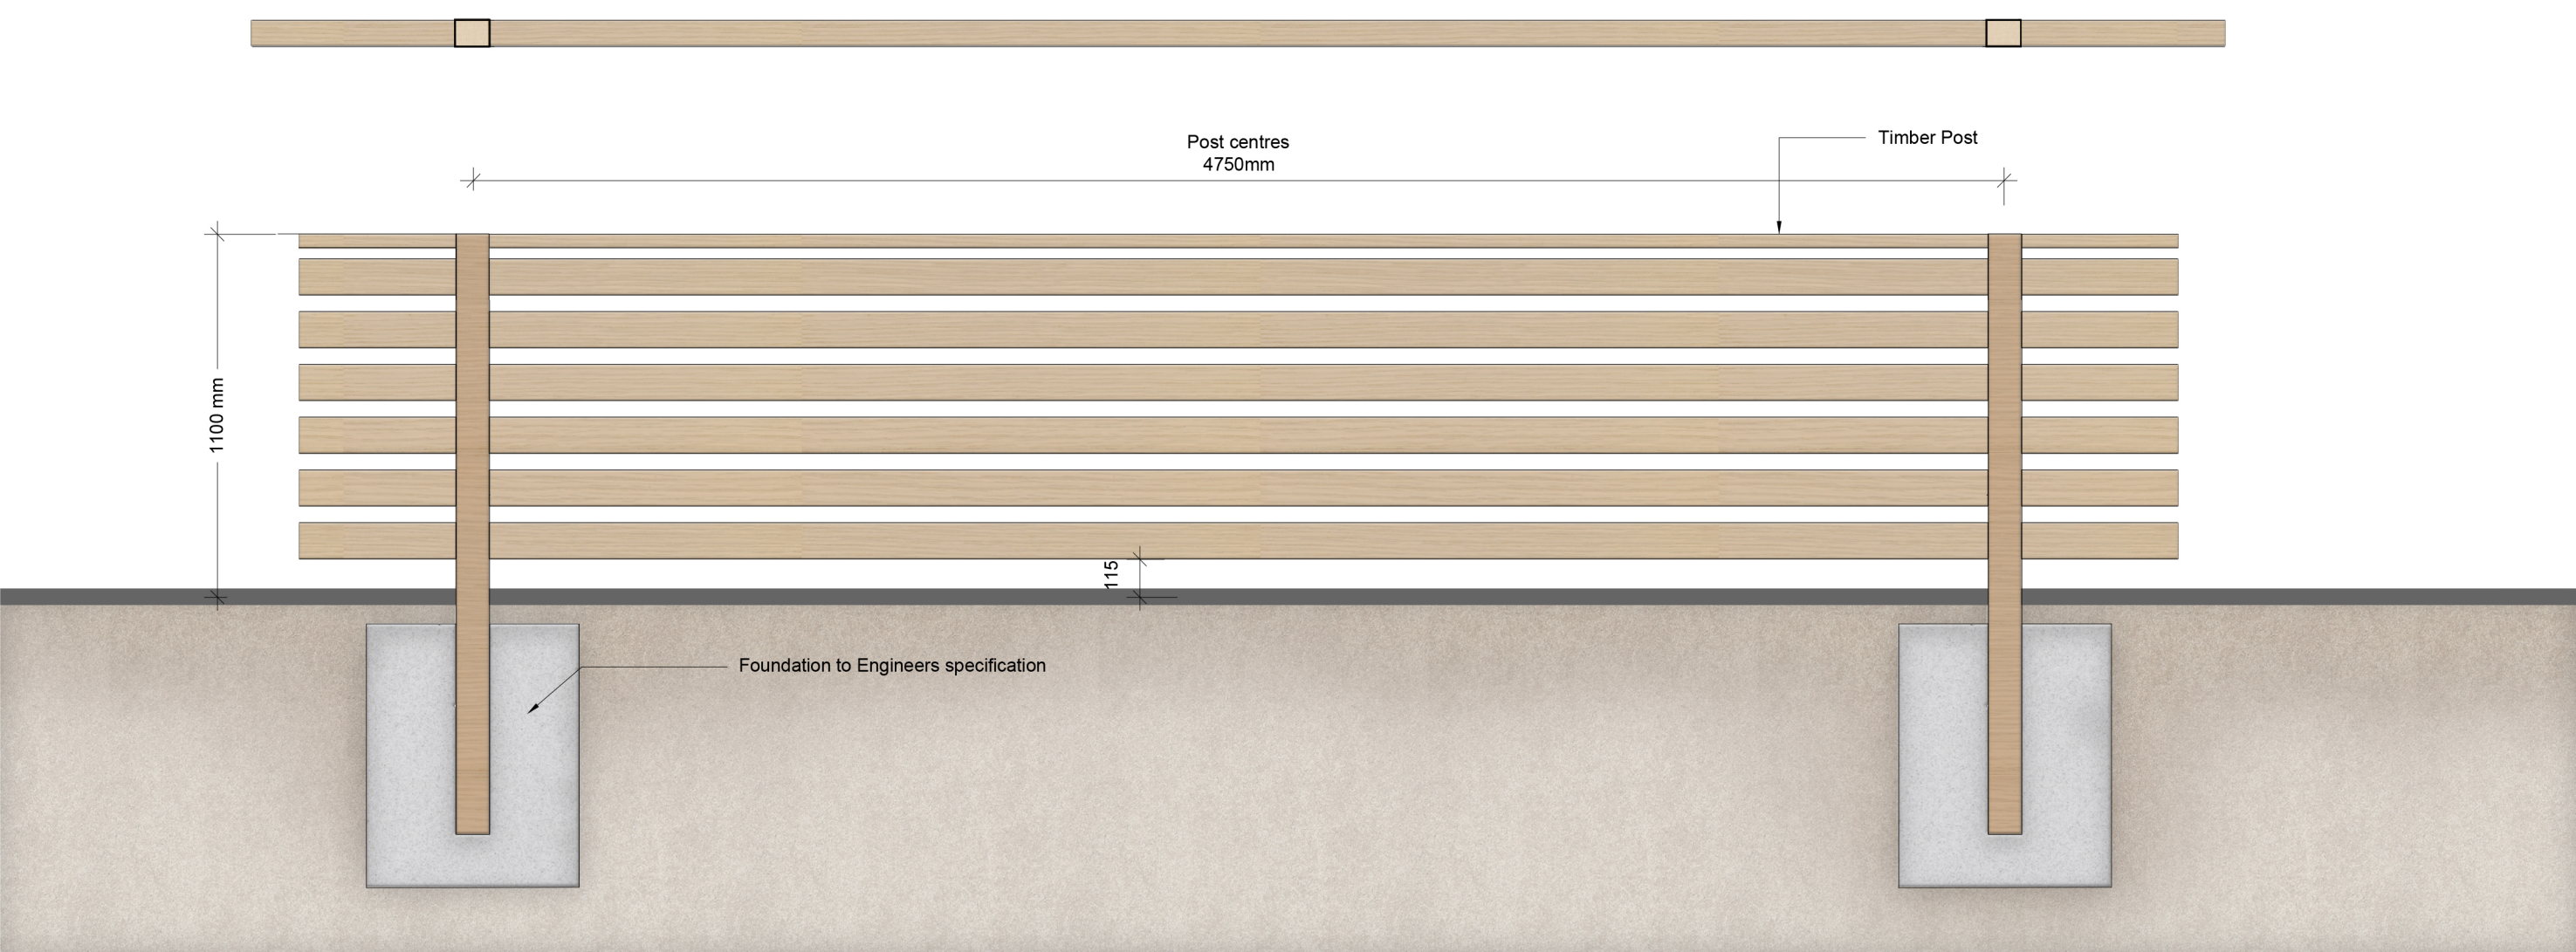 Post centres
4750mm
Timber Post
1100 mm
115
Foundation to Engineers specification